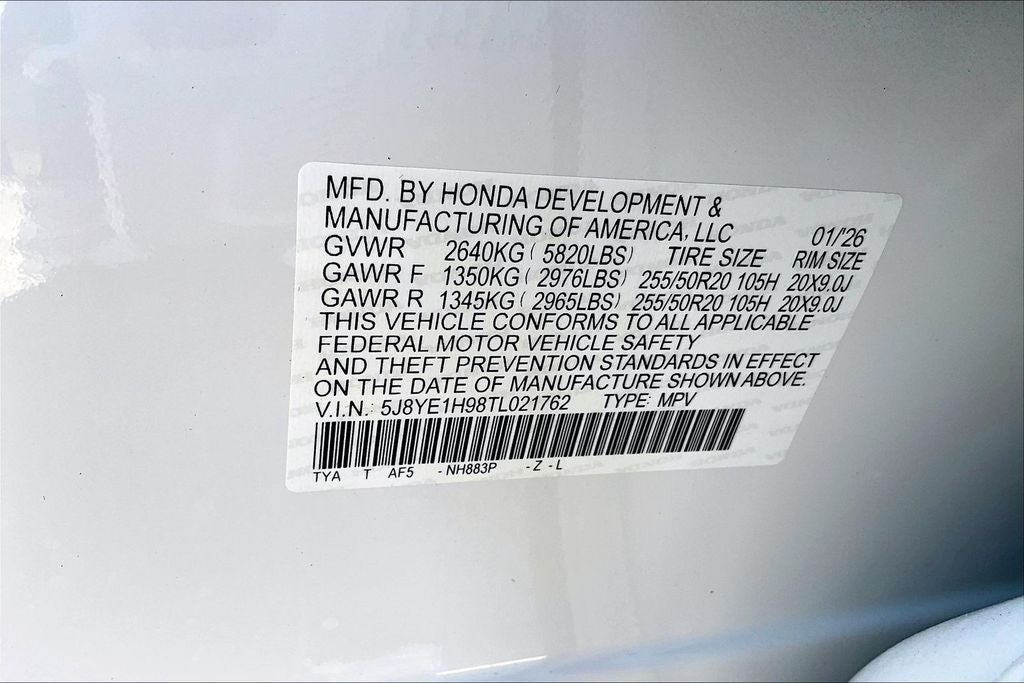 MFD. BY HONDA DEVELOPMENT &
MANUFACTURING OF AMERICA, LLC 01/'26
GVWR 2640KG ( 5820LBS) TIRE SIZE RIM SIZE
GAWR F 1350KG ( 2976LBS) 255/50R20 105H 20X9.0J
GAWR R 1345KG ( 2965LBS) 255/50R20 105H 20X9.0J
THIS VEHICLE CONFORMS TO ALL APPLICABLE
FEDERAL MOTOR VEHICLE SAFETY
AND THEFT PREVENTION STANDARDS IN EFFECT
ON THE DATE OF MANUFACTURE SHOWN ABOVE.
V.I.N.: 5J8YE1H98TL021762 TYPE: MPV
TYA T AF5 - NH883P - Z - L